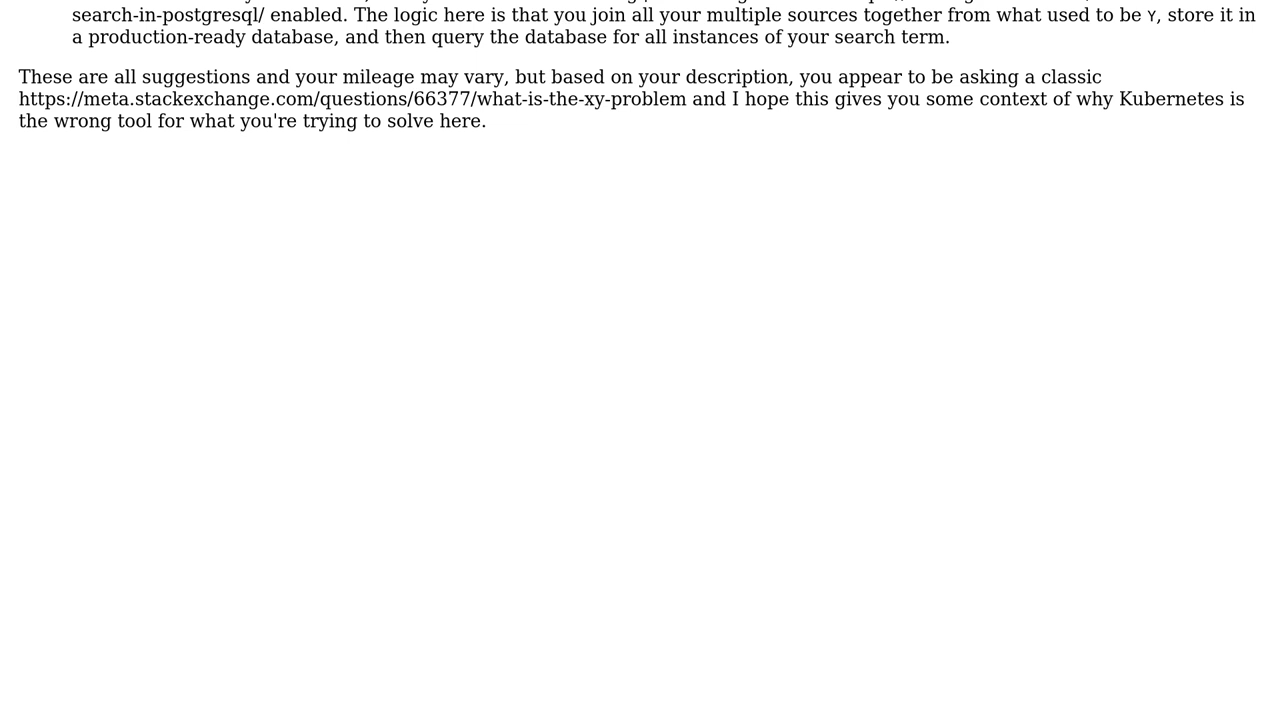 search-in-postgresql/ enabled. The logic here is that you join all your multiple sources together from what used to be Y, store it in
a production-ready database, and then query the database for all instances of your search term.
These are all suggestions and your mileage may vary, but based on your description, you appear to be asking a classic
https://meta.stackexchange.com/questions/66377/what-is-the-xy-problem and I hope this gives you some context of why Kubernetes is
the wrong tool for what you're trying to solve here.